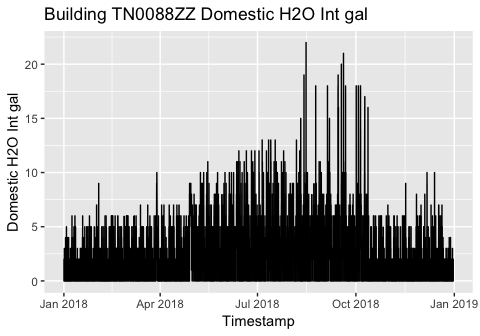 Building TN0088ZZ Domestic H2O Int gal
Domestic H2O Int gal
20
15
10
5
0
Jan 2018 Apr 2018 Jul 2018 Oct 2018 Jan 2019
Timestamp